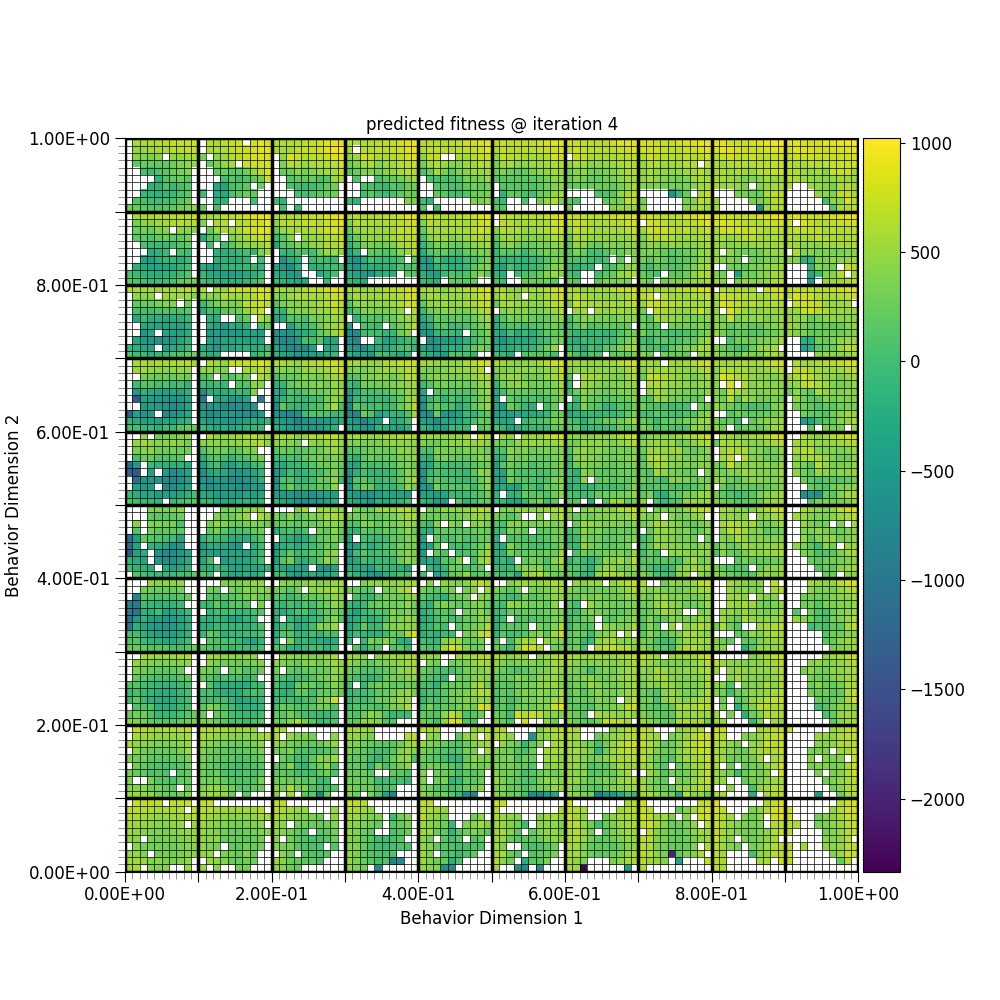 predicted fitness @ iteration 4
1.00E+00
8.00E-01
6.00E-01
4.00E-01
2.00E-01
0.00E+00
Behavior Dimension 2
0.00E+00 2.00E-01 4.00E-01 6.00E-01 8.00E-01 1.00E+00
Behavior Dimension 1
1000
500
0
−500
−1000
−1500
−2000